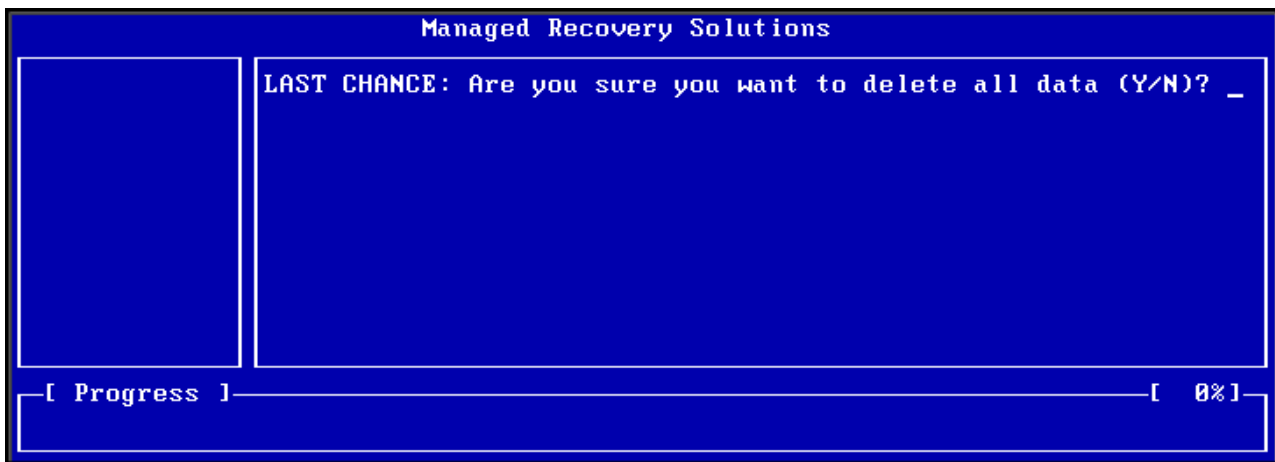 Managed Recovery Solutions
LAST CHANCE: Are you sure you want to delete all data (Y/N)? _
[ Progress ] [ 0%]